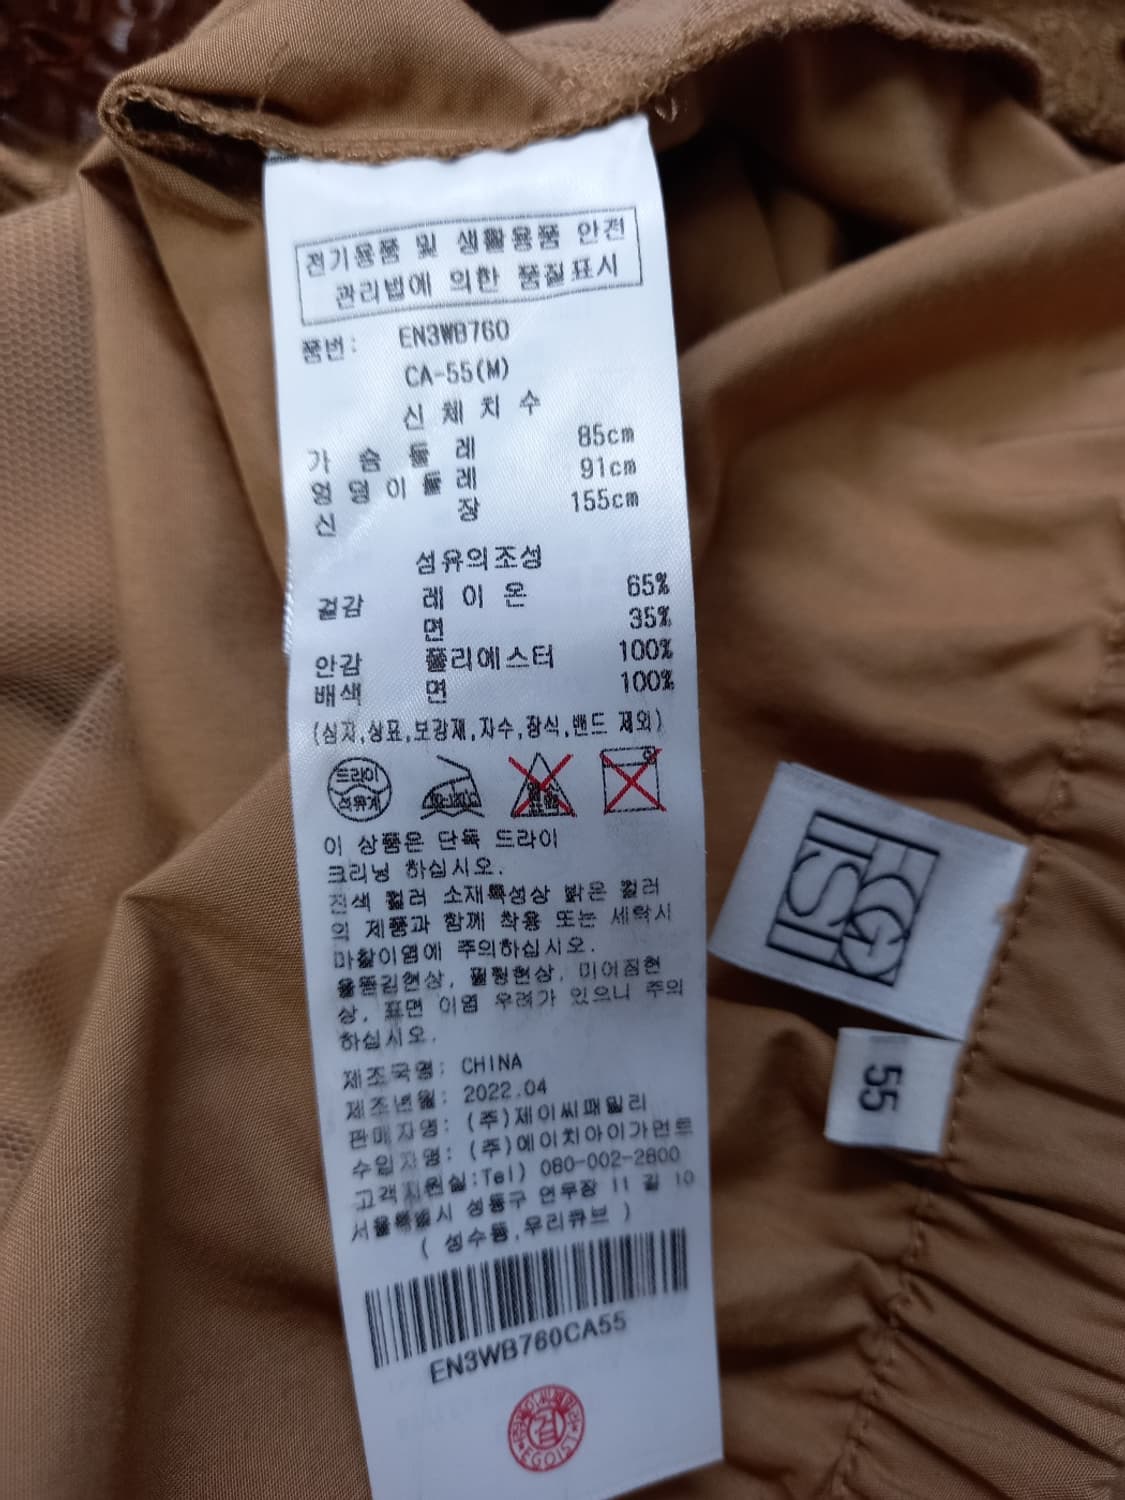 전기용품 및 생활용품 안전
관리법에 의한 품질표시
품번: EN3WB760
CA-55(M)
신 체 치 수
가 슴 둘 레 85cm
엉 덩 이 둘 레 91cm
신 장 155cm
섬유의조성
겉감 레 이 온 65%
면 35%
안감 폴리에스터 100%
배색 면 100%
(심지,상표,보강재,자수,장식,밴드 제외)
드라이
석유계
이 상품은 단독 드라이
크리닝 하십시오.
진색 컬러 소재특성상 밝은 컬러
의 제품과 함께 착용 또는 세탁시
마찰이염에 주의하십시오.
올뜯김현상, 필링현상, 미어짐현
상, 표면 이염 우려가 있으니 주의
하십시오.
제조국명: CHINA
제조년월: 2022.04
판매자명: (주)제이씨패밀리
수입자명: (주)에이치아이가먼트
고객지원실:Tel) 080-002-2800
서울특별시 성동구 연무장 11 길 10
( 성수동,우리큐브 )
EN3WB760CA55
EGOIST
EGO
IST
55